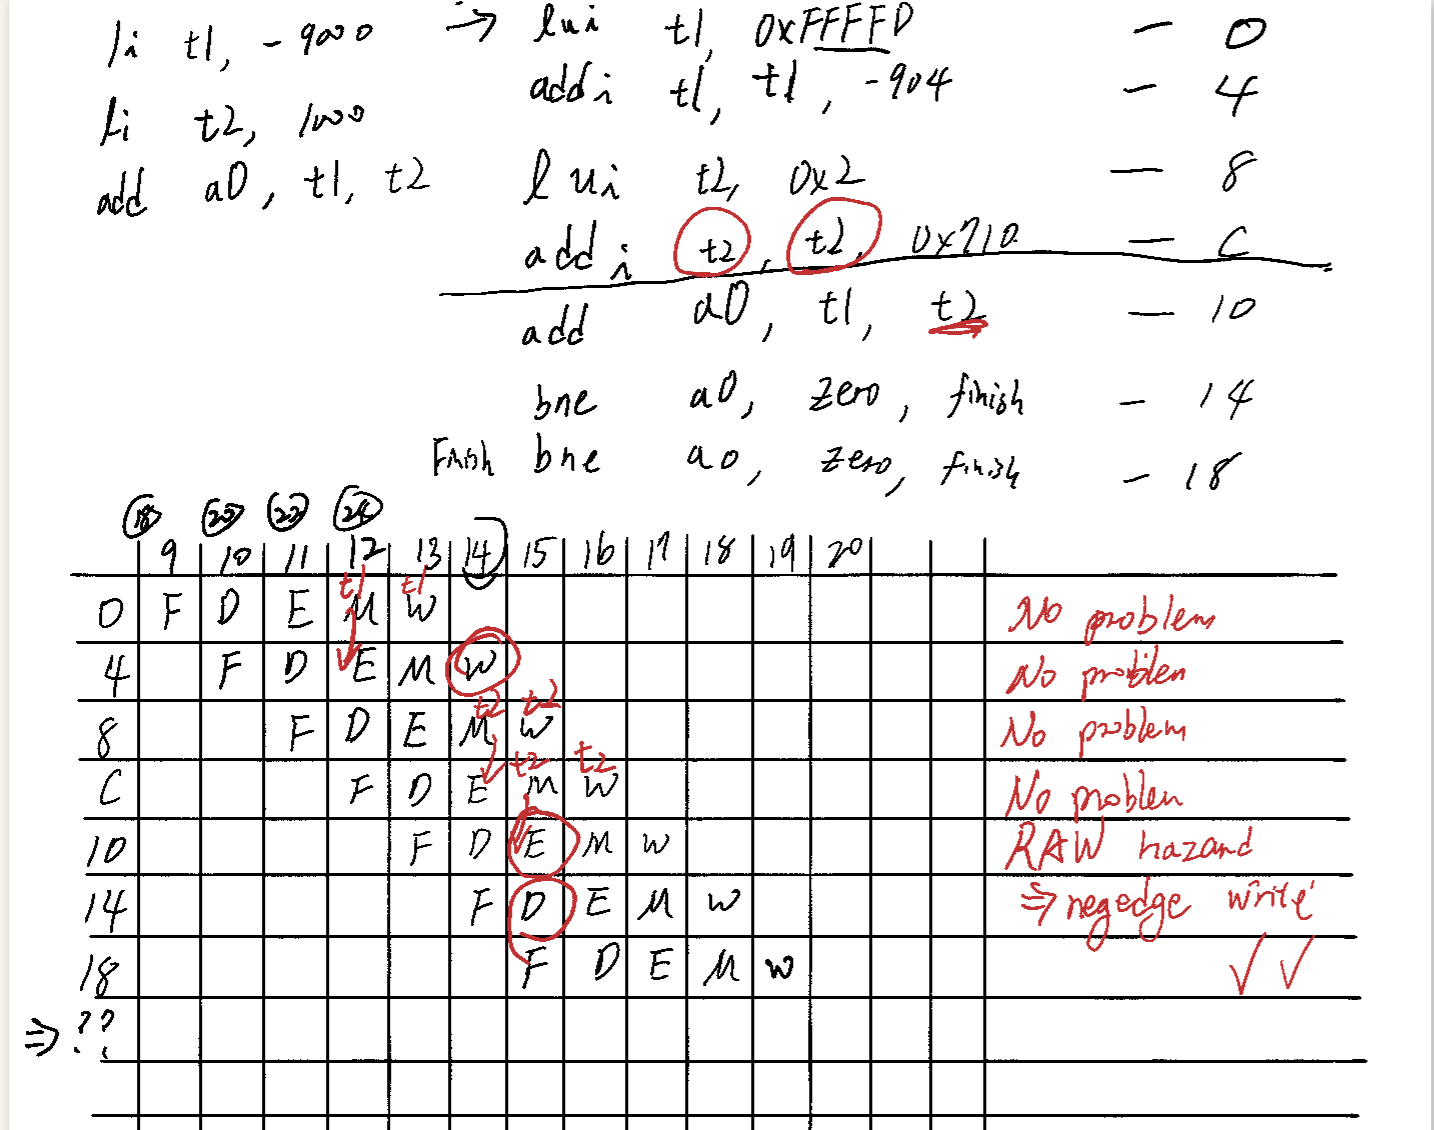 li t1, -9000 → lui t1, 0xFFFFD — 0
addi t1, t1, -904 — 4
li t2, 1000
lui t2, 0x2 — 8
add a0, t1, t2
addi t2, t2, 0x710 — C
add a0, t1, t2 — 10
bne a0, zero, finish — 14
Finish bne a0, zero, finish — 18
18 20 22 24
9 10 11 12 13 14 15 16 17 18 19 20
t1 t1
0 F D E M W No problem
4 F D E M W No problem
t2 t2
8 F D E M W No problem
t2 t2
C F D E M W No problem
10 F D E M W RAW hazard
14 F D E M W ⇒ negedge write
18 F D E M W ✓✓
⇒ ??